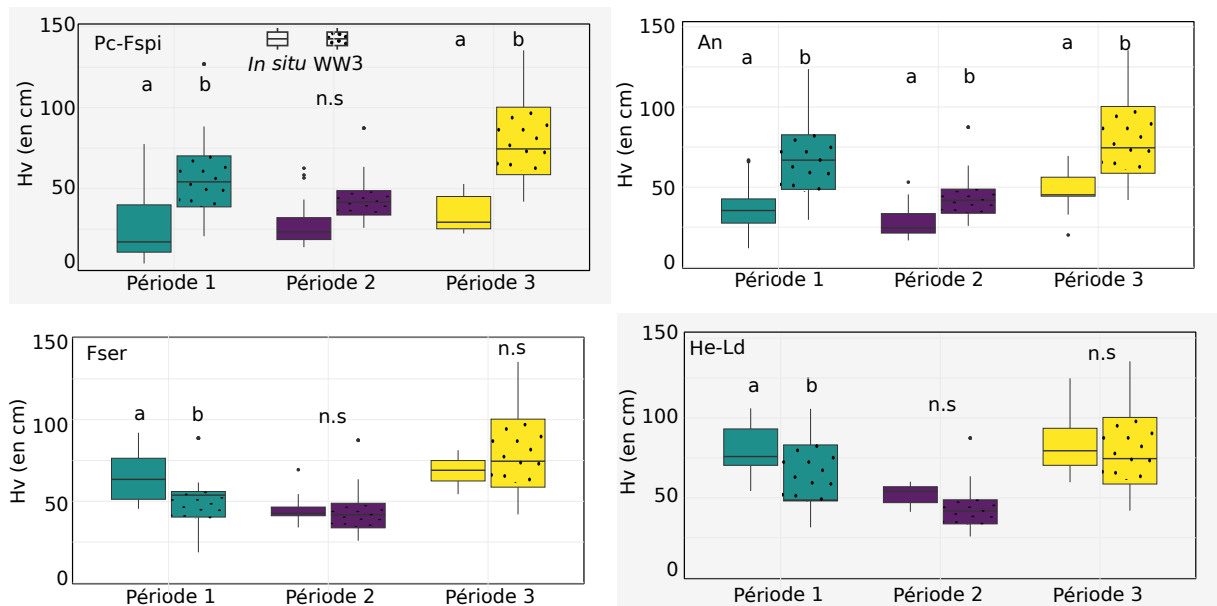 150
Pc-Fspi
In situ WW3
a
b
n.s
a
b
Hv (en cm)
100
50
0
Période 1
Période 2
Période 3
150
An
a
b
a
b
a
b
Hv (en cm)
100
50
0
Période 1
Période 2
Période 3
150
Fser
a
b
n.s
n.s
Hv (en cm)
100
50
0
Période 1
Période 2
Période 3
150
He-Ld
a
b
n.s
n.s
Hv (en cm)
100
50
0
Période 1
Période 2
Période 3